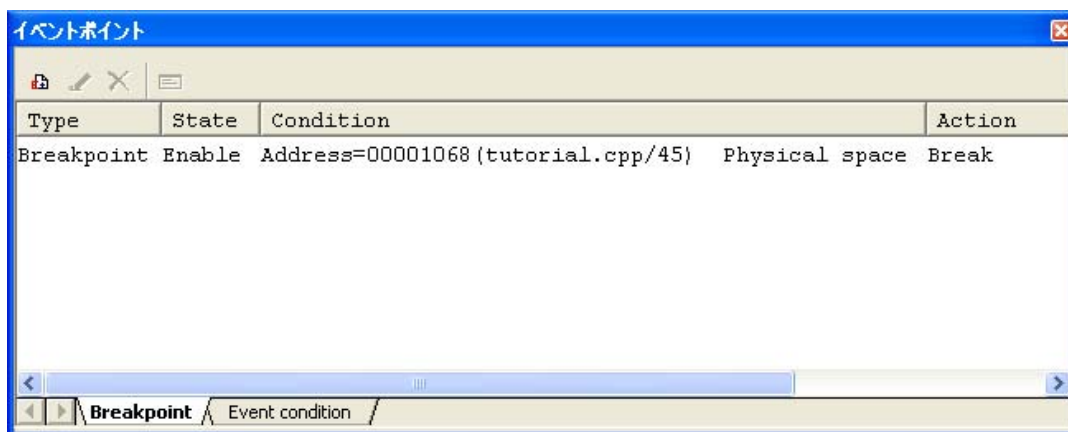 イベントポイント
Type State Condition Action
Breakpoint Enable Address=00001068(tutorial.cpp/45) Physical space Break
Breakpoint Event condition